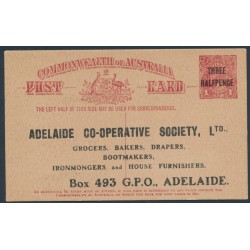 COMMONWEALTH OF AUSTRALIA
POST CARD
THREE HALFPENCE
THE LEFT HALF OF THIS SIDE MAY BE USED FOR CORRESPONDENCE.
ADELAIDE CO-OPERATIVE SOCIETY, LTD.,
GROCERS, BAKERS, DRAPERS,
BOOTMAKERS,
IRONMONGERS AND HOUSE FURNISHERS.
Box 493 G.P.O., ADELAIDE.